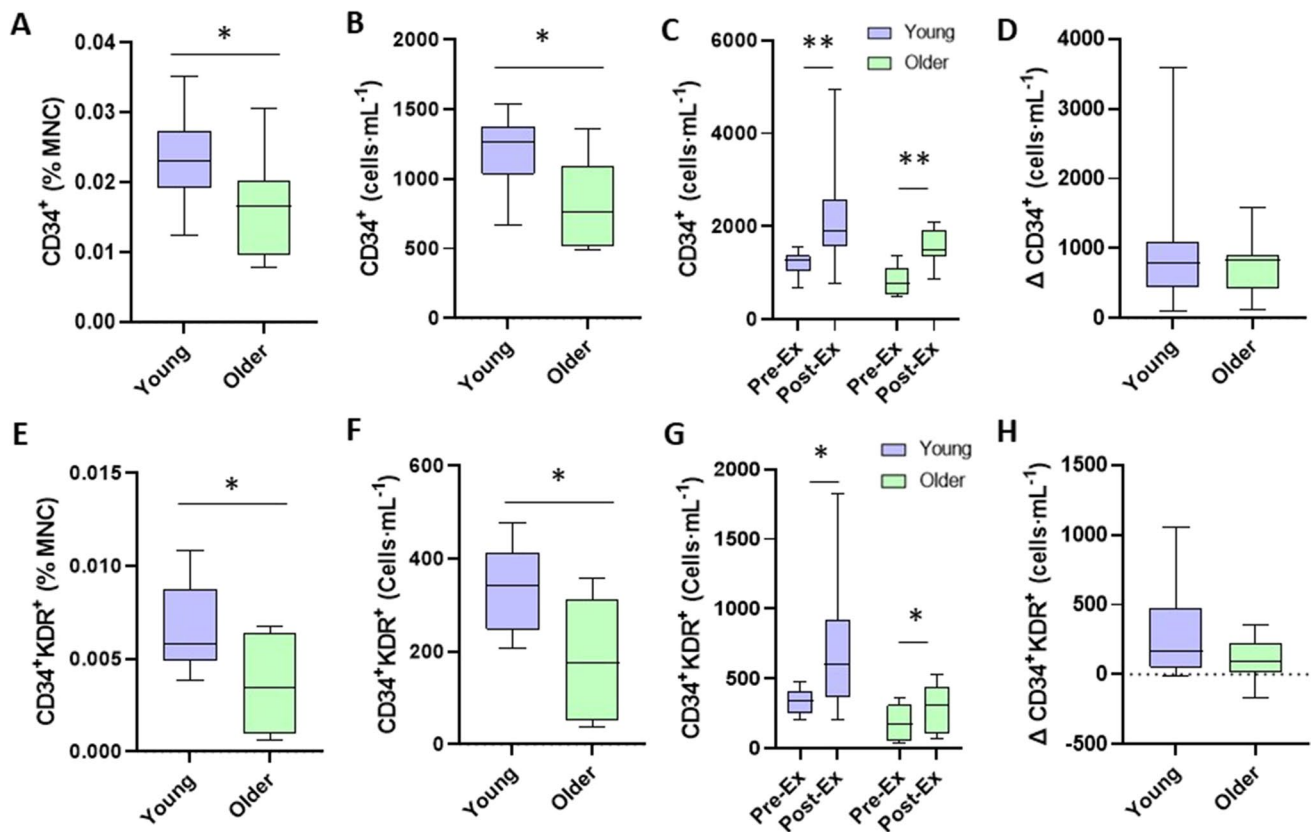 A
CD34⁺ (% MNC)
0.04
0.03
0.02
0.01
0.00
*
Young
Older
B
CD34⁺ (cells·mL⁻¹)
2000
1500
1000
500
0
*
Young
Older
C
CD34⁺ (cells·mL⁻¹)
6000
4000
2000
0
Young
Older
**
**
Pre-Ex
Post-Ex
Pre-Ex
Post-Ex
D
Δ CD34⁺ (cells·mL⁻¹)
4000
3000
2000
1000
0
Young
Older
E
CD34⁺KDR⁺ (% MNC)
0.015
0.010
0.005
0.000
*
Young
Older
F
CD34⁺KDR⁺ (Cells·mL⁻¹)
600
400
200
0
*
Young
Older
G
CD34⁺KDR⁺ (Cells·mL⁻¹)
2000
1500
1000
500
0
Young
Older
*
*
Pre-Ex
Post-Ex
Pre-Ex
Post-Ex
H
Δ CD34⁺KDR⁺ (cells·mL⁻¹)
1500
1000
500
0
-500
Young
Older